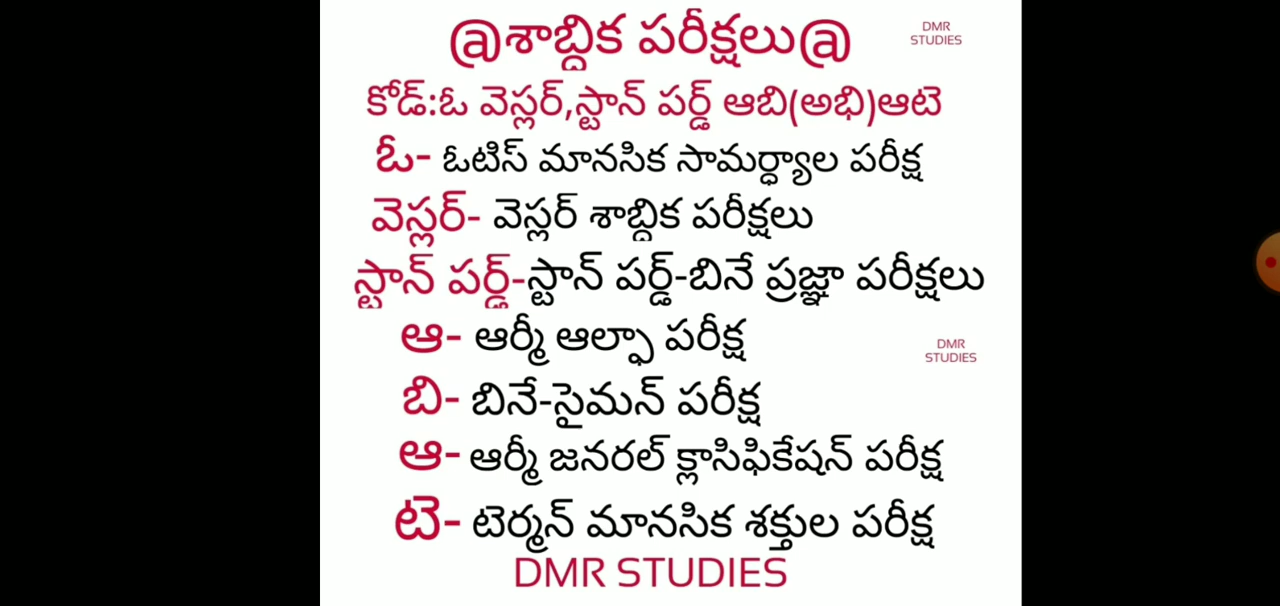 @శాబ్దిక పరీక్షలు@
DMR
STUDIES
కోడ్:ఓ వెస్లర్,స్టాన్ పర్డ్ ఆబి(అభి)ఆటె
ఓ- ఓటిస్ మానసిక సామర్ధ్యాల పరీక్ష
వెస్లర్- వెస్లర్ శాబ్దిక పరీక్షలు
స్టాన్ పర్డ్-స్టాన్ పర్డ్-బినే ప్రజ్ఞా పరీక్షలు
ఆ- ఆర్మీ ఆల్ఫా పరీక్ష
DMR
STUDIES
బి- బినే-సైమన్ పరీక్ష
ఆ- ఆర్మీ జనరల్ క్లాసిఫికేషన్ పరీక్ష
టె- టెర్మన్ మానసిక శక్తుల పరీక్ష
DMR STUDIES